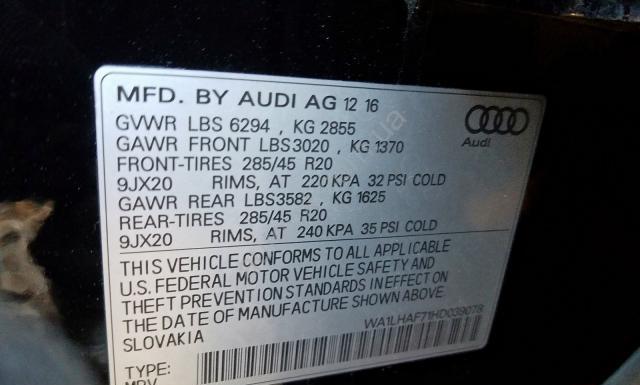 MFD. BY AUDI AG 12 16
GVWR LBS 6294 , KG 2855
GAWR FRONT LBS3020 , KG 1370
FRONT-TIRES 285/45 R20
9JX20 RIMS, AT 220 KPA 32 PSI COLD
GAWR REAR LBS3582 , KG 1625
REAR-TIRES 285/45 R20
9JX20 RIMS, AT 240 KPA 35 PSI COLD
Audi
THIS VEHICLE CONFORMS TO ALL APPLICABLE
U.S. FEDERAL MOTOR VEHICLE SAFETY AND
THEFT PREVENTION STANDARDS IN EFFECT ON
THE DATE OF MANUFACTURE SHOWN ABOVE.
SLOVAKIA
WA1LHAF71HD039078
TYPE:
MPV